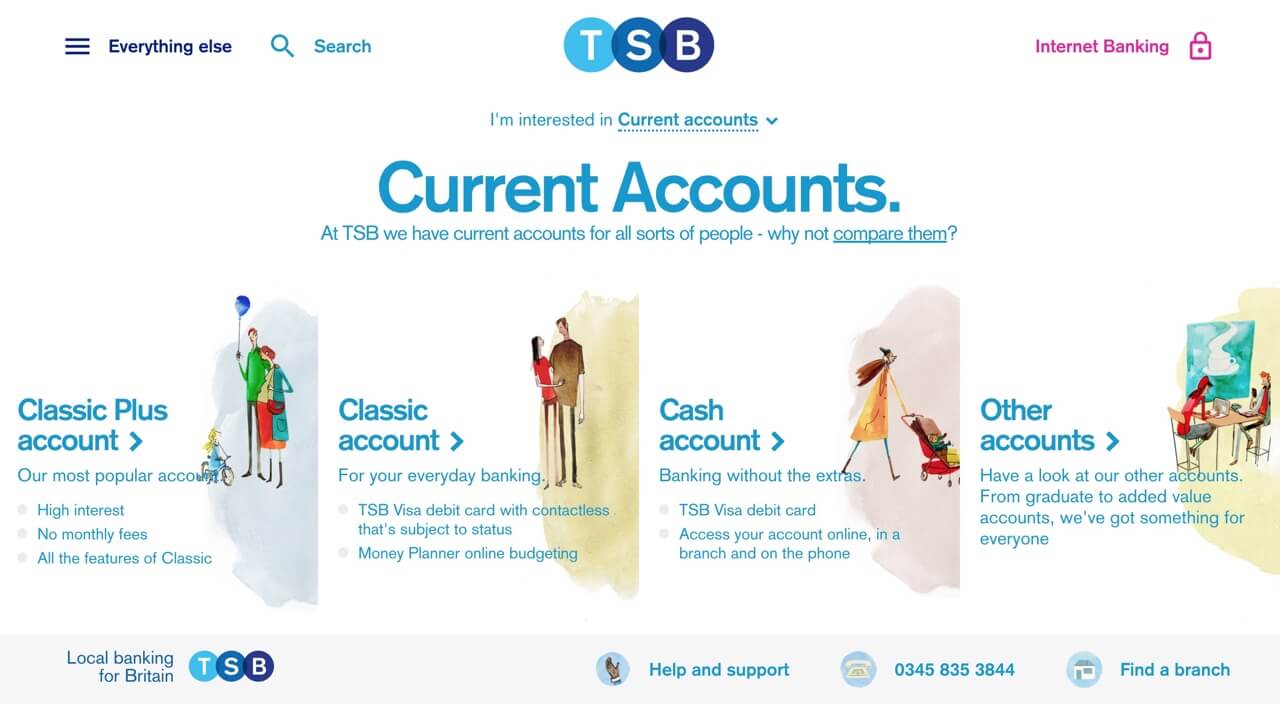 Everything else
Search
TSB
Internet Banking
I'm interested in Current accounts
Current Accounts.
At TSB we have current accounts for all sorts of people - why not compare them?
Classic Plus
account
Our most popular account.
High interest
No monthly fees
All the features of Classic
Classic
account
For your everyday banking.
TSB Visa debit card with contactless
that's subject to status
Money Planner online budgeting
Cash
account
Banking without the extras.
TSB Visa debit card
Access your account online, in a
branch and on the phone
Other
accounts
Have a look at our other accounts.
From graduate to added value
accounts, we've got something for
everyone
Local banking
for Britain
TSB
Help and support
0345 835 3844
Find a branch